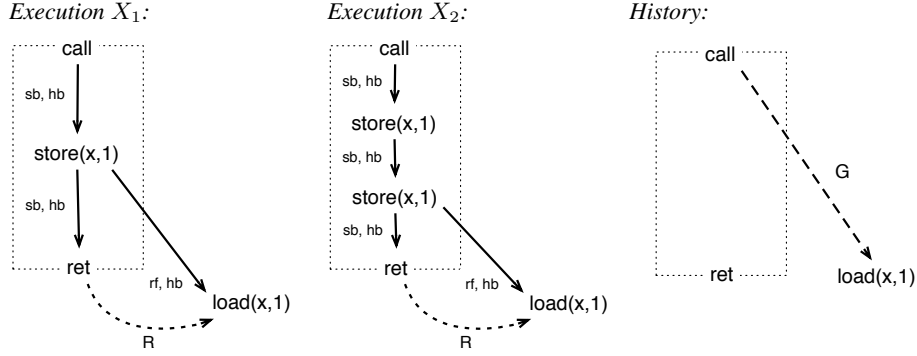 Execution X₁:
call
sb, hb
store(x,1)
sb, hb
ret
rf, hb
load(x,1)
R
Execution X₂:
call
sb, hb
store(x,1)
sb, hb
store(x,1)
sb, hb
ret
rf, hb
load(x,1)
R
History:
call
G
ret
load(x,1)